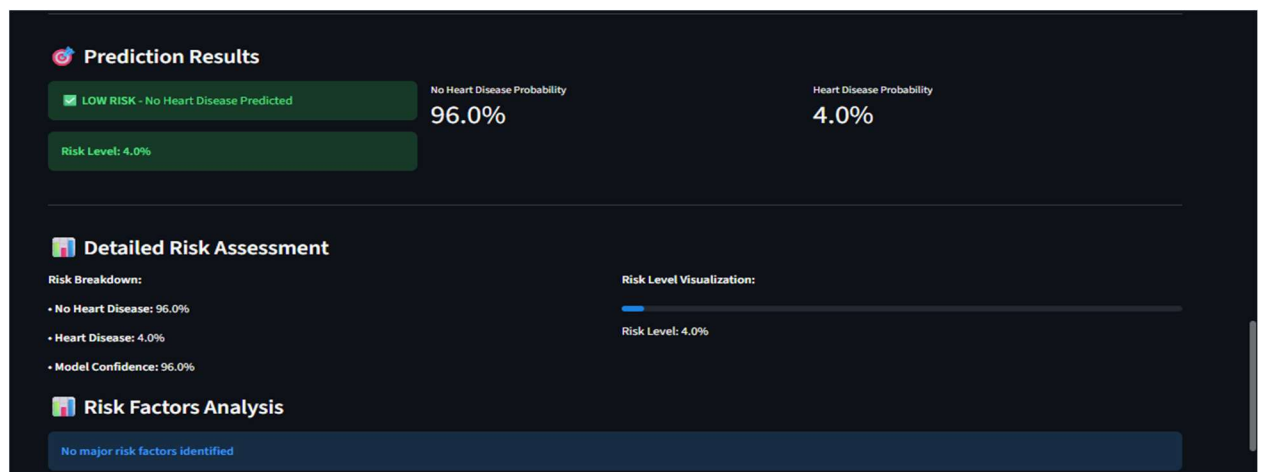 Prediction Results
LOW RISK - No Heart Disease Predicted
Risk Level: 4.0%
No Heart Disease Probability
96.0%
Heart Disease Probability
4.0%
Detailed Risk Assessment
Risk Breakdown:
• No Heart Disease: 96.0%
• Heart Disease: 4.0%
• Model Confidence: 96.0%
Risk Level Visualization:
Risk Level: 4.0%
Risk Factors Analysis
No major risk factors identified